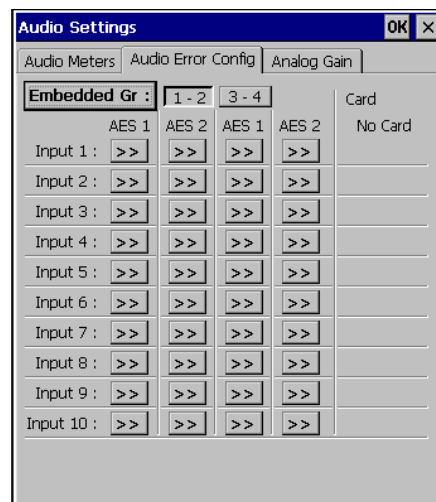 Audio Settings OK ×
Audio Meters Audio Error Config Analog Gain
Embedded Gr : 1 - 2 3 - 4 Card
AES 1 AES 2 AES 1 AES 2 No Card
Input 1 : >> >> >> >>
Input 2 : >> >> >> >>
Input 3 : >> >> >> >>
Input 4 : >> >> >> >>
Input 5 : >> >> >> >>
Input 6 : >> >> >> >>
Input 7 : >> >> >> >>
Input 8 : >> >> >> >>
Input 9 : >> >> >> >>
Input 10 : >> >> >> >>